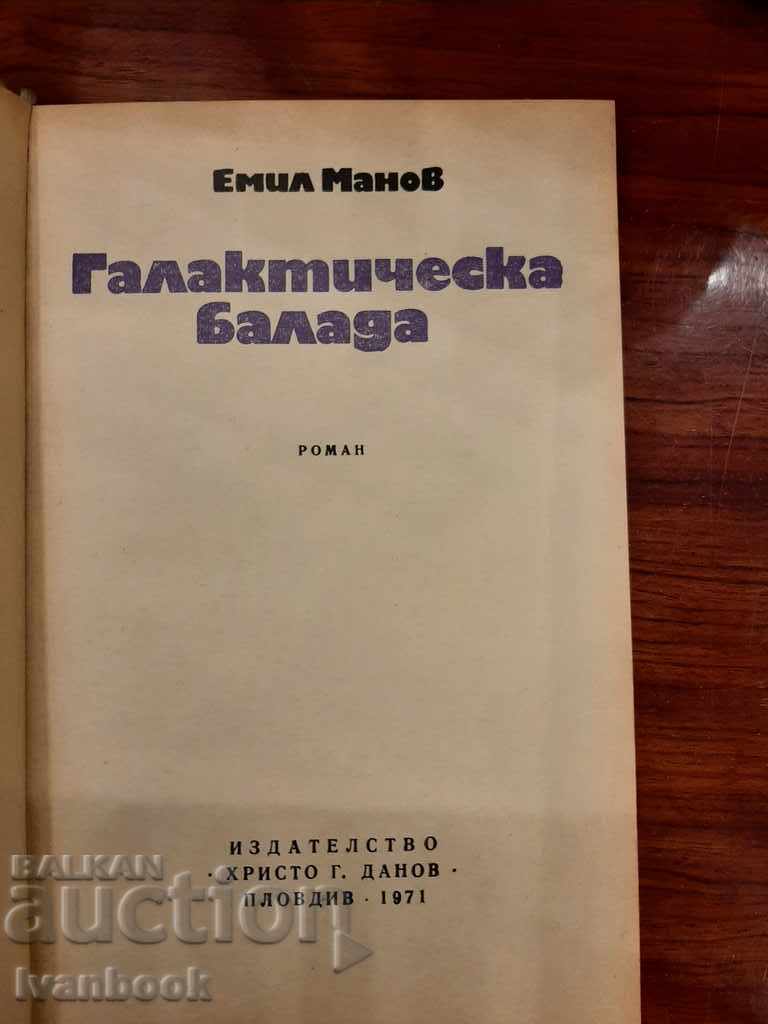 Емил Манов
Галактическа
балада
РОМАН
ИЗДАТЕЛСТВО
· ХРИСТО Г. ДАНОВ ·
ПЛОВДИВ · 1971
BALKAN
auction
Ivanbook